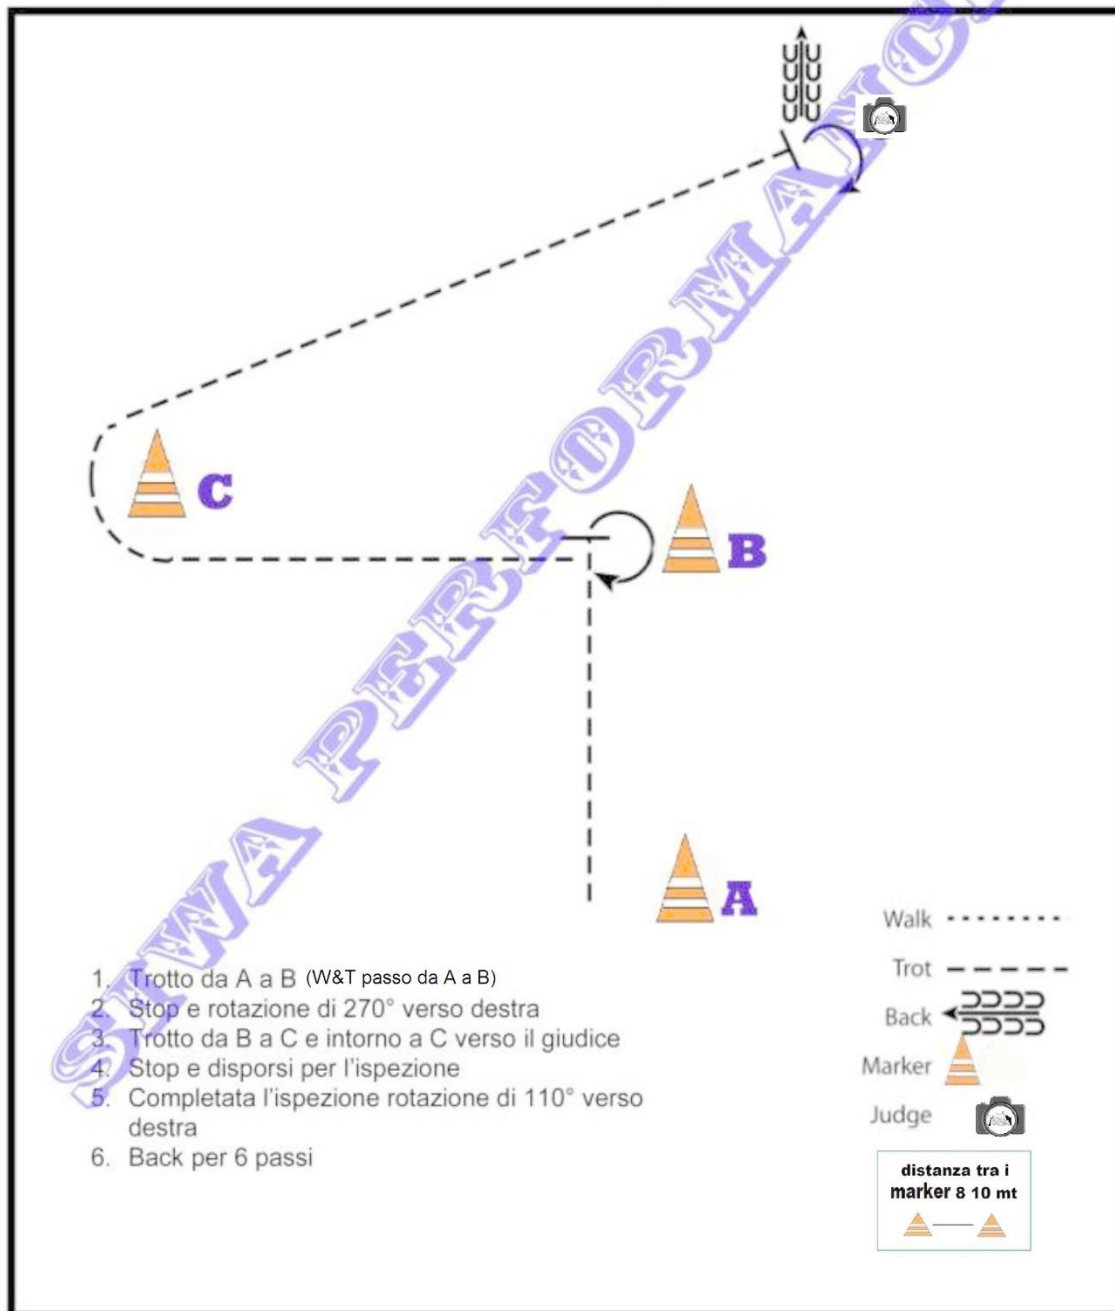 SIWA PERFORMANC
C
B
A
1. Trotto da A a B (W&T passo da A a B)
2. Stop e rotazione di 270° verso destra
3. Trotto da B a C e intorno a C verso il giudice
4. Stop e disporsi per l'ispezione
5. Completata l'ispezione rotazione di 110° verso
destra
6. Back per 6 passi
Walk
Trot
Back
Marker
Judge
distanza tra i
marker 8 10 mt